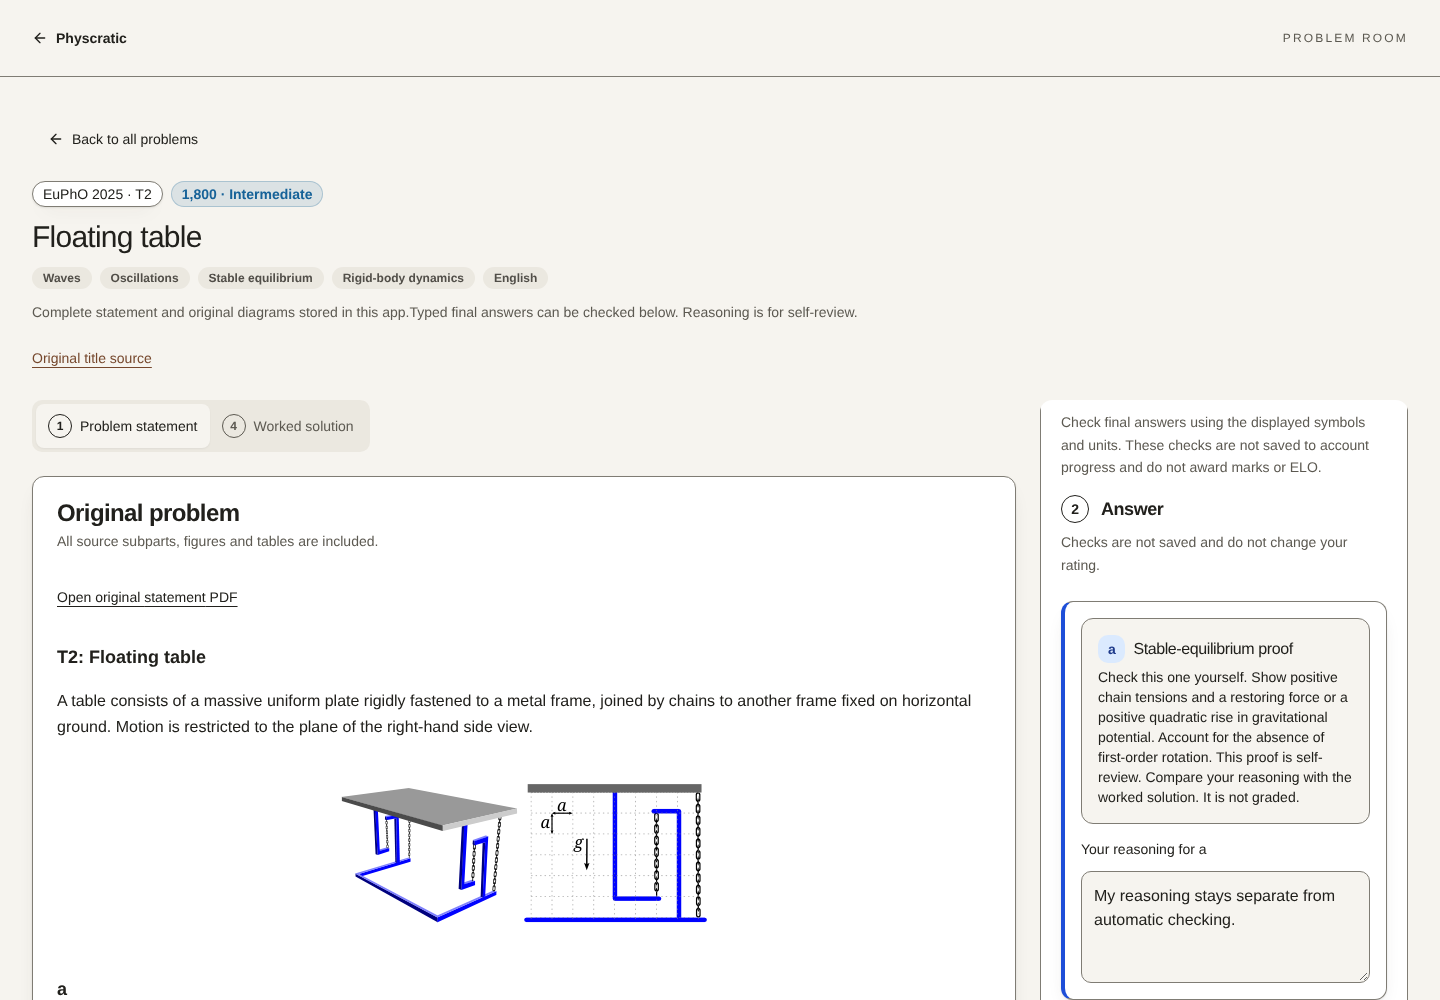 Physcratic
PROBLEM ROOM
Back to all problems
EuPhO 2025 · T2
1,800 · Intermediate
Floating table
Waves
Oscillations
Stable equilibrium
Rigid-body dynamics
English
Complete statement and original diagrams stored in this app.Typed final answers can be checked below. Reasoning is for self-review.
Original title source
1 Problem statement
4 Worked solution
Original problem
All source subparts, figures and tables are included.
Open original statement PDF
T2: Floating table
A table consists of a massive uniform plate rigidly fastened to a metal frame, joined by chains to another frame fixed on horizontal
ground. Motion is restricted to the plane of the right-hand side view.
a
a
g
a
Check final answers using the displayed symbols
and units. These checks are not saved to account
progress and do not award marks or ELO.
2 Answer
Checks are not saved and do not change your
rating.
a Stable-equilibrium proof
Check this one yourself. Show positive
chain tensions and a restoring force or a
positive quadratic rise in gravitational
potential. Account for the absence of
first-order rotation. This proof is self-
review. Compare your reasoning with the
worked solution. It is not graded.
Your reasoning for a
My reasoning stays separate from
automatic checking.